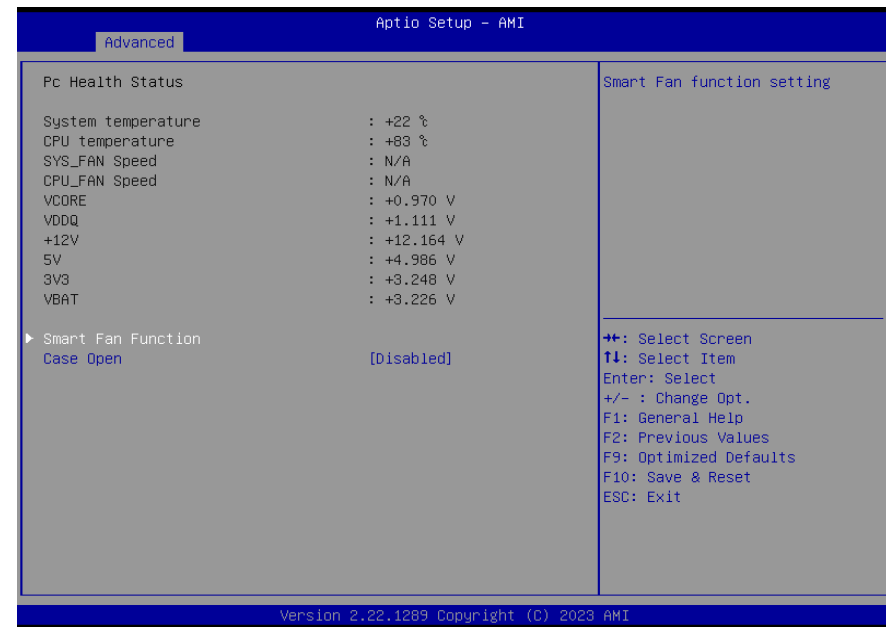 Aptio Setup – AMI
Advanced
Pc Health Status
System temperature : +22 ℃
CPU temperature : +83 ℃
SYS_FAN Speed : N/A
CPU_FAN Speed : N/A
VCORE : +0.970 V
VDDQ : +1.111 V
+12V : +12.164 V
5V : +4.986 V
3V3 : +3.248 V
VBAT : +3.226 V
▶ Smart Fan Function
Case Open [Disabled]
Smart Fan function setting
→←: Select Screen
↑↓: Select Item
Enter: Select
+/- : Change Opt.
F1: General Help
F2: Previous Values
F9: Optimized Defaults
F10: Save & Reset
ESC: Exit
Version 2.22.1289 Copyright (C) 2023 AMI